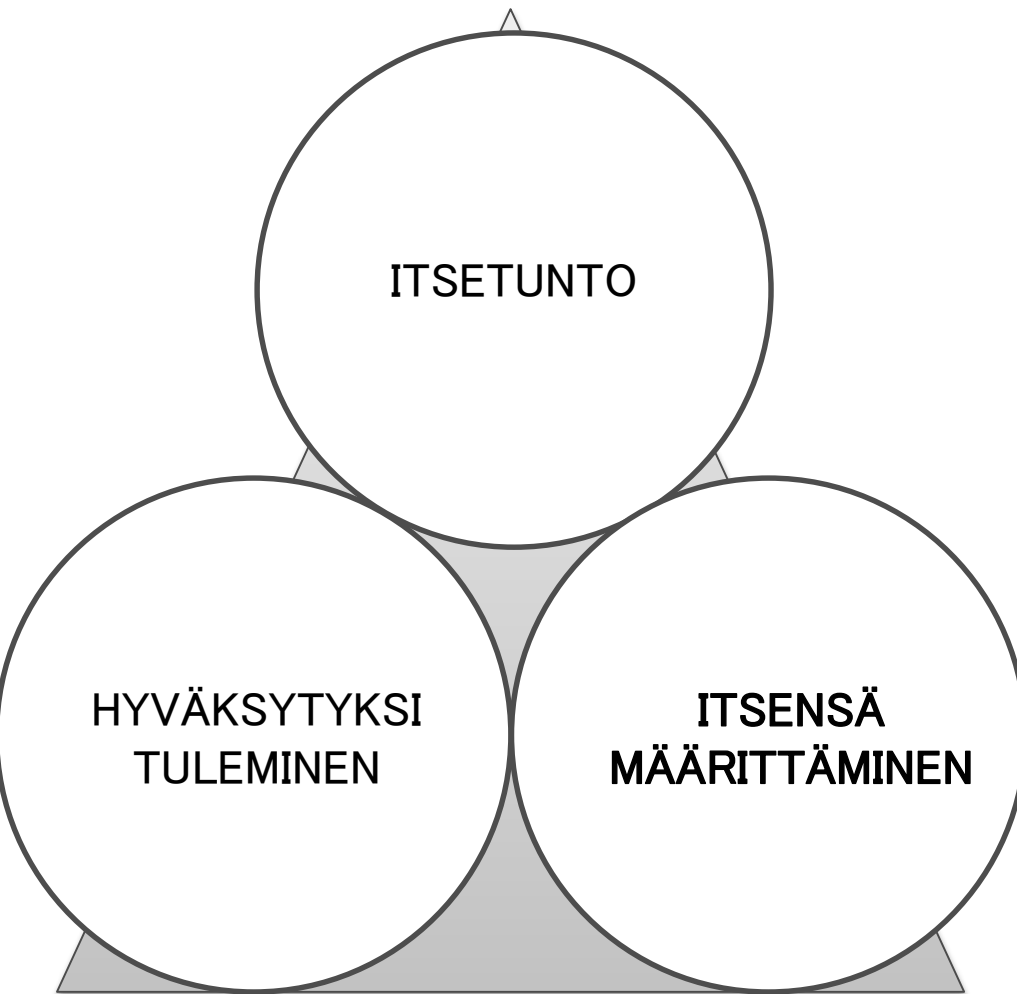 ITSETUNTO
HYVÄKSYTYKSI
TULEMINEN
ITSENSÄ
MÄÄRITTÄMINEN